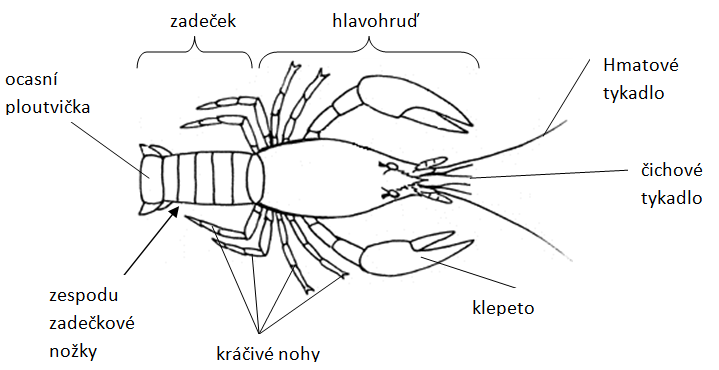 zadeček
hlavohruď
ocasní
ploutvička
Hmatové
tykadlo
čichové
tykadlo
zespodu
zadečkové
nožky
kráčivé nohy
klepeto